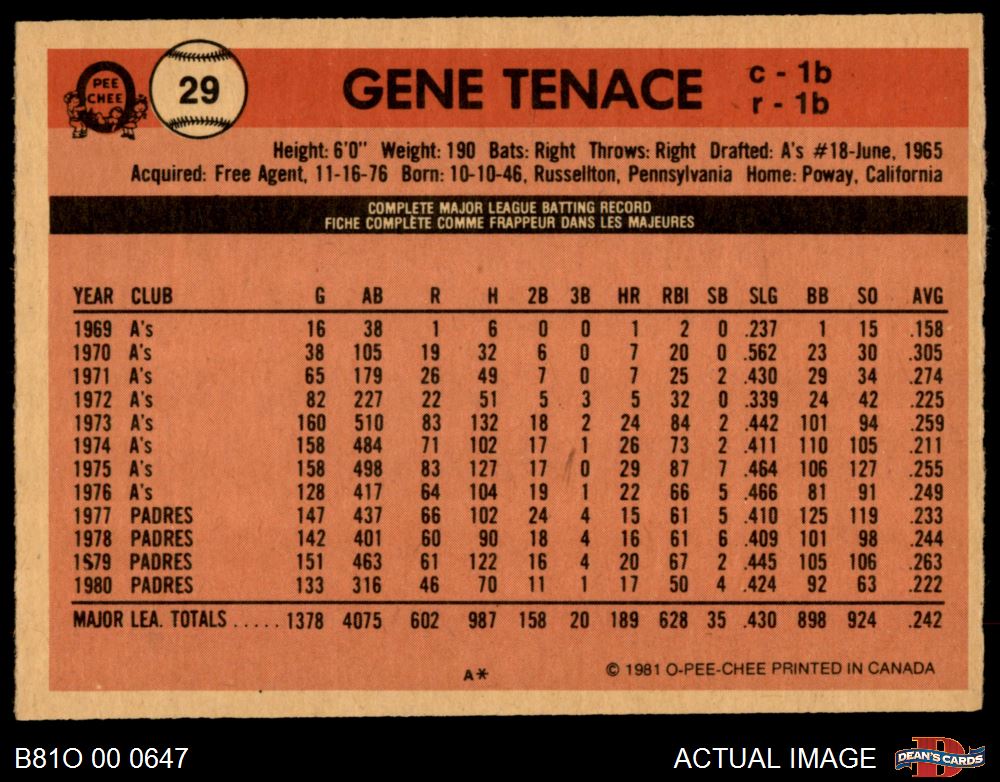 PEE
CHEE
29
GENE TENACE
c - 1b
r - 1b
Height: 6'0" Weight: 190 Bats: Right Throws: Right Drafted: A's #18-June, 1965
Acquired: Free Agent, 11-16-76 Born: 10-10-46, Russellton, Pennsylvania Home: Poway, California
COMPLETE MAJOR LEAGUE BATTING RECORD
FICHE COMPLÈTE COMME FRAPPEUR DANS LES MAJEURES
YEAR CLUB G AB R H 2B 3B HR RBI SB SLG BB SO AVG
1969 A's 16 38 1 6 0 0 1 2 0 .237 1 15 .158
1970 A's 38 105 19 32 6 0 7 20 0 .562 23 30 .305
1971 A's 65 179 26 49 7 0 7 25 2 .430 29 34 .274
1972 A's 82 227 22 51 5 3 5 32 0 .339 24 42 .225
1973 A's 160 510 83 132 18 2 24 84 2 .442 101 94 .259
1974 A's 158 484 71 102 17 1 26 73 2 .411 110 105 .211
1975 A's 158 498 83 127 17 0 29 87 7 .464 106 127 .255
1976 A's 128 417 64 104 19 1 22 66 5 .466 81 91 .249
1977 PADRES 147 437 66 102 24 4 15 61 5 .410 125 119 .233
1978 PADRES 142 401 60 90 18 4 16 61 6 .409 101 98 .244
1S79 PADRES 151 463 61 122 16 4 20 67 2 .445 105 106 .263
1980 PADRES 133 316 46 70 11 1 17 50 4 .424 92 63 .222
MAJOR LEA. TOTALS ..... 1378 4075 602 987 158 20 189 628 35 .430 898 924 .242
A* © 1981 O-PEE-CHEE PRINTED IN CANADA
B81O 00 0647 ACTUAL IMAGE D DEAN'S CARDS